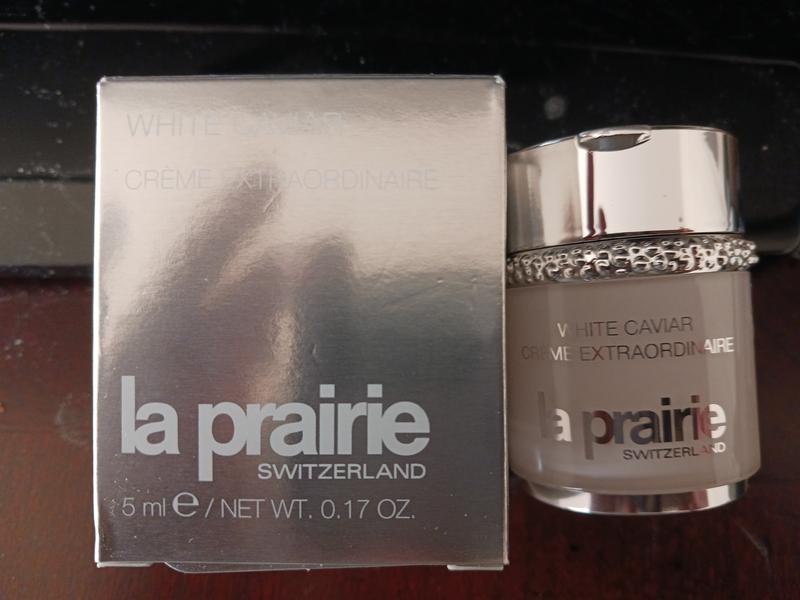 WHITE CAVIAR
CRÈME EXTRAORDINAIRE
la prairie
SWITZERLAND
5 ml e / NET WT. 0.17 OZ.
WHITE CAVIAR
CRÈME EXTRAORDINAIRE
la prairie
SWITZERLAND